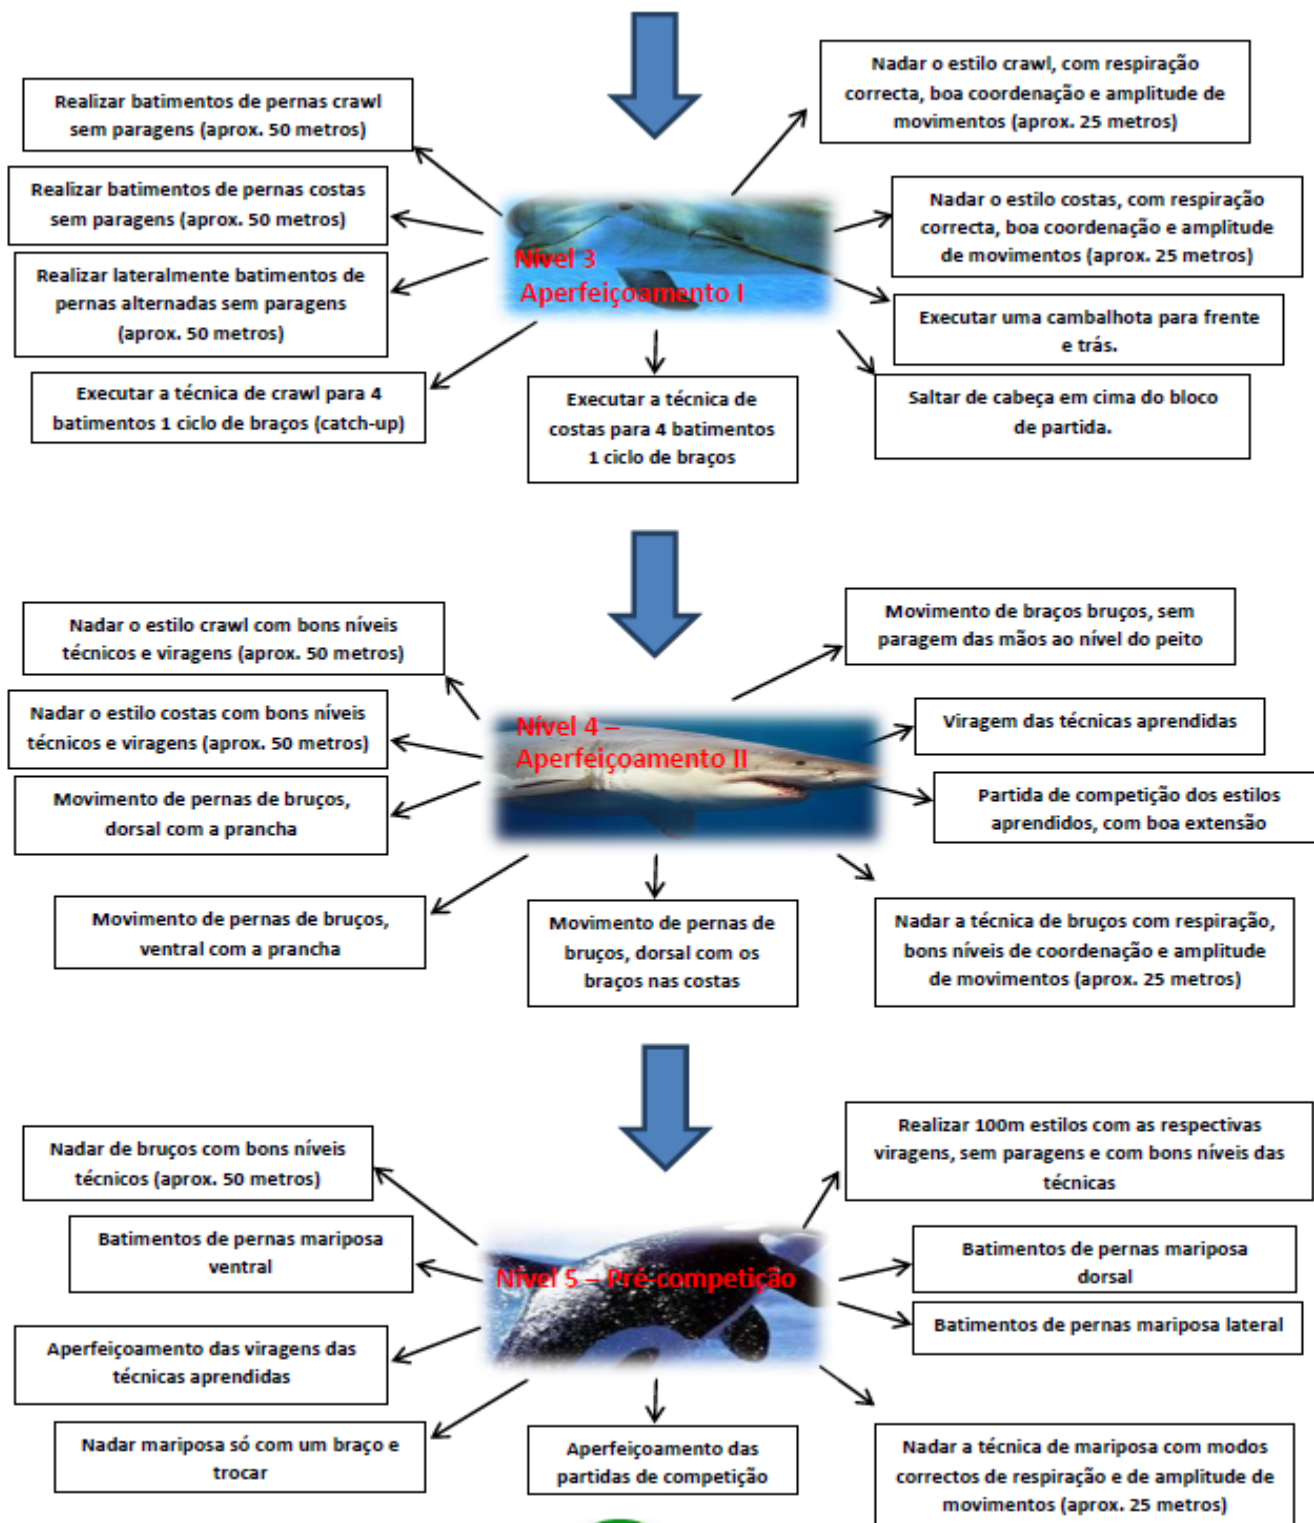 Realizar batimentos de pernas crawl
sem paragens (aprox. 50 metros)
Nadar o estilo crawl, com respiração
correcta, boa coordenação e amplitude de
movimentos (aprox. 25 metros)
Realizar batimentos de pernas costas
sem paragens (aprox. 50 metros)
Nadar o estilo costas, com respiração
correcta, boa coordenação e amplitude
de movimentos (aprox. 25 metros)
Nível 3
Aperfeiçoamento I
Realizar lateralmente batimentos de
pernas alternadas sem paragens
(aprox. 50 metros)
Executar uma cambalhota para frente
e trás.
Executar a técnica de crawl para 4
batimentos 1 ciclo de braços (catch-up)
Executar a técnica de
costas para 4 batimentos
1 ciclo de braços
Saltar de cabeça em cima do bloco
de partida.
Nadar o estilo crawl com bons níveis
técnicos e viragens (aprox. 50 metros)
Movimento de braços bruços, sem
paragem das mãos ao nível do peito
Nadar o estilo costas com bons níveis
técnicos e viragens (aprox. 50 metros)
Nível 4 –
Aperfeiçoamento II
Viragem das técnicas aprendidas
Movimento de pernas de bruços,
dorsal com a prancha
Partida de competição dos estilos
aprendidos, com boa extensão
Movimento de pernas de bruços,
ventral com a prancha
Movimento de pernas de
bruços, dorsal com os
braços nas costas
Nadar a técnica de bruços com respiração,
bons níveis de coordenação e amplitude
de movimentos (aprox. 25 metros)
Nadar de bruços com bons níveis
técnicos (aprox. 50 metros)
Realizar 100m estilos com as respectivas
viragens, sem paragens e com bons níveis das
técnicas
Batimentos de pernas mariposa
ventral
Nível 5 – Pré-competição
Batimentos de pernas mariposa
dorsal
Batimentos de pernas mariposa lateral
Aperfeiçoamento das viragens das
técnicas aprendidas
Nadar mariposa só com um braço e
trocar
Aperfeiçoamento das
partidas de competição
Nadar a técnica de mariposa com modos
correctos de respiração e de amplitude de
movimentos (aprox. 25 metros)